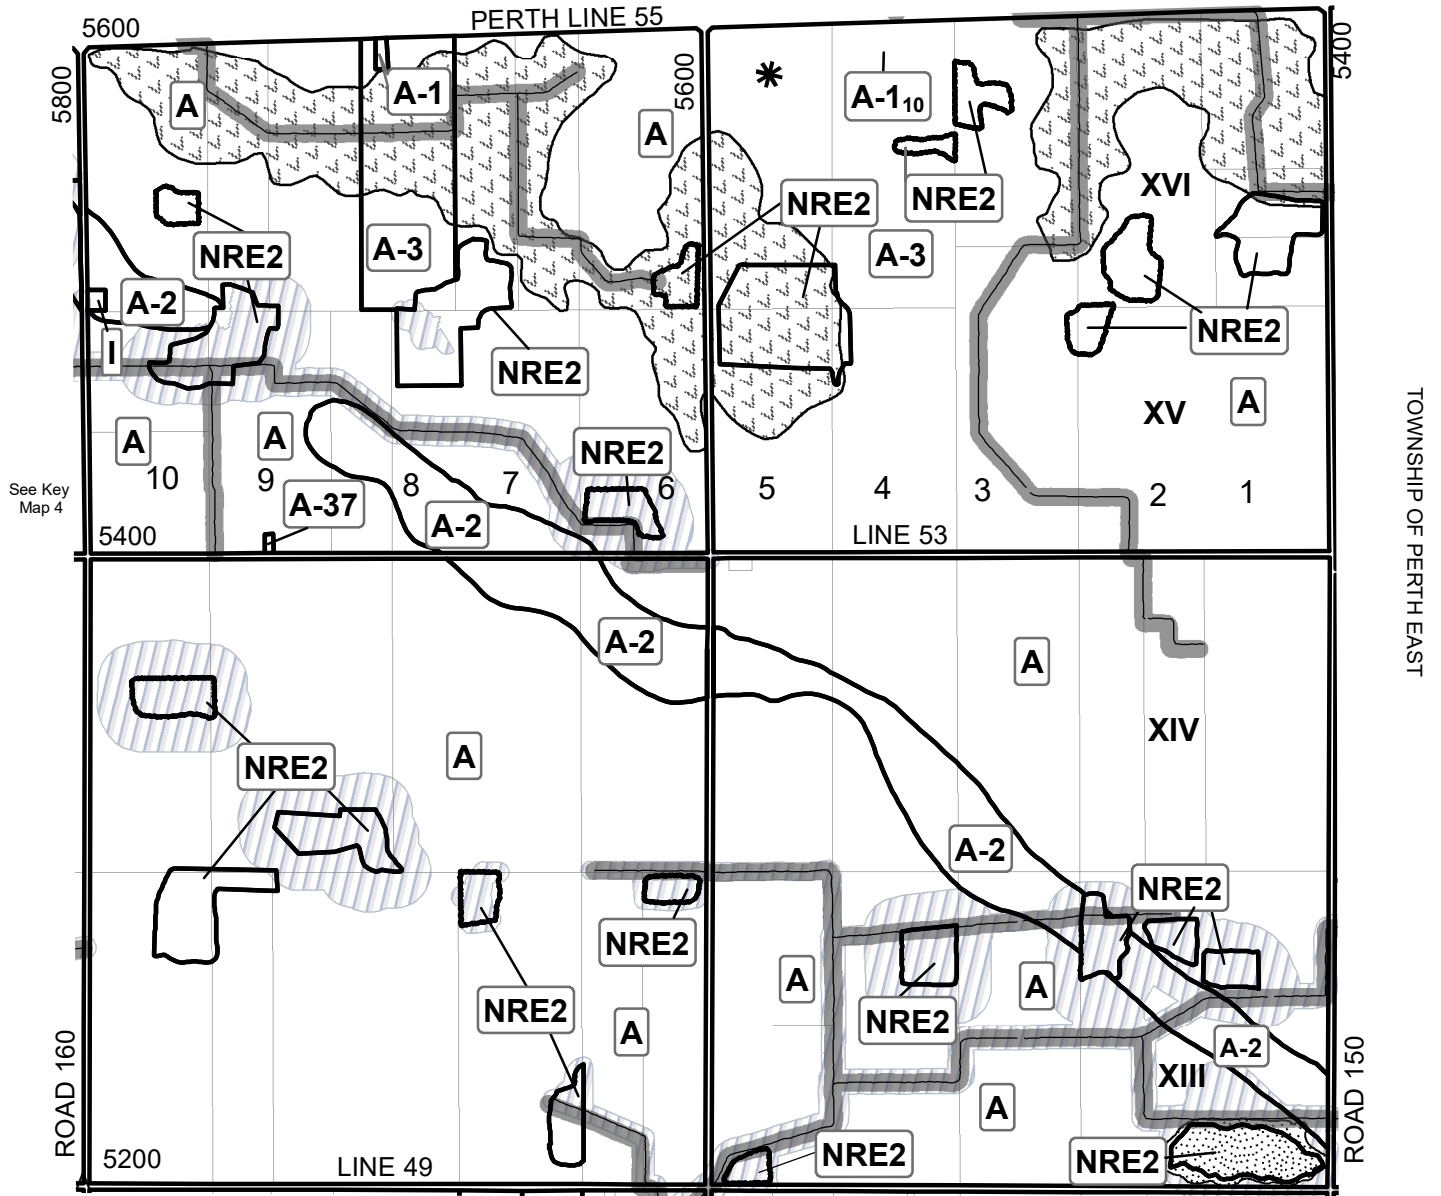 PERTH LINE 55
5600
5800
5600
5400
A
A-1
A
A-1₁₀
NRE2
NRE2
XVI
NRE2
A-3
A-3
A-2
I
NRE2
NRE2
A
XV
A
A
NRE2
10
9
8
7
6
5
4
3
2
1
See Key
Map 4
A-37
A-2
5400
LINE 53
TOWNSHIP OF PERTH EAST
A-2
A
XIV
A
NRE2
A-2
NRE2
NRE2
A
A
NRE2
NRE2
A
A-2
XIII
A
ROAD 160
ROAD 150
5200
LINE 49
NRE2
NRE2